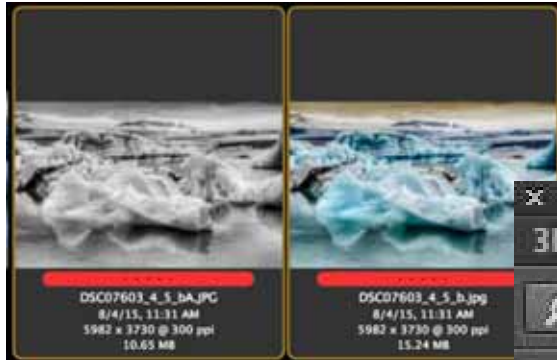 DSC07603_4_5_bA.JPG
8/4/15, 11:31 AM
5982 x 3730 @ 300 ppi
10.65 MB
DSC07603_4_5_b.jpg
8/4/15, 11:31 AM
5982 x 3730 @ 300 ppi
15.24 MB